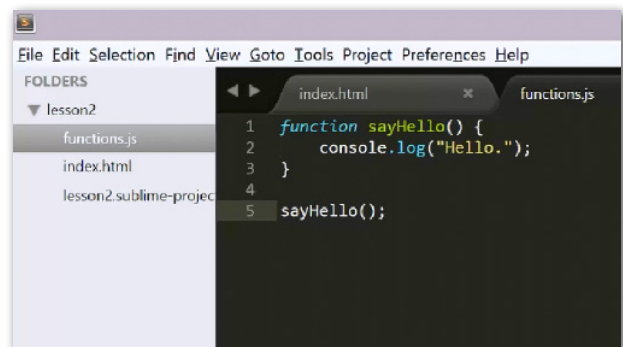 File Edit Selection Find View Goto Tools Project Preferences Help
FOLDERS
lesson2
functions.js
index.html
lesson2.sublime-projec
index.html × functions.js
1 function sayHello() {
2     console.log("Hello.");
3 }
4
5 sayHello();